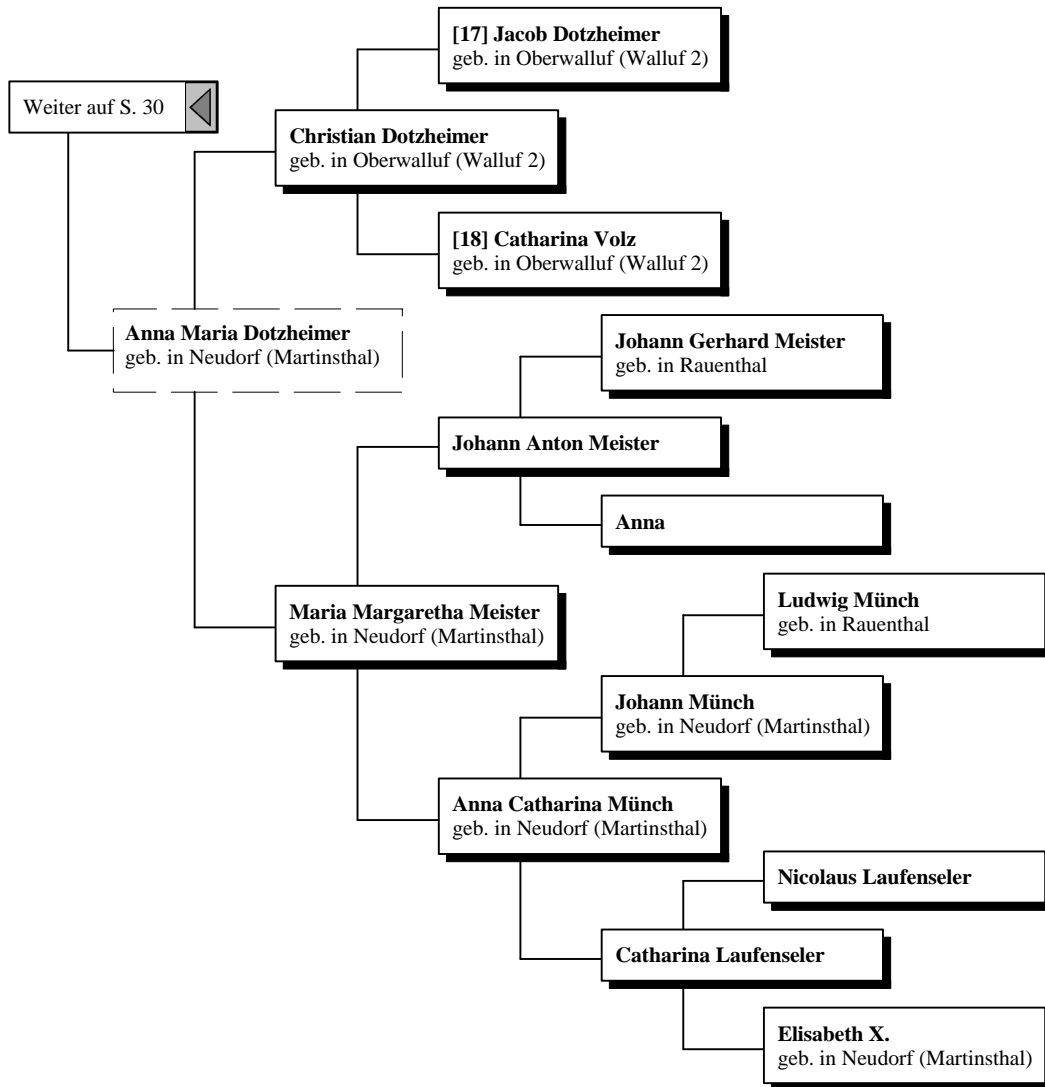 [17] Jacob Dotzheimer
geb. in Oberwalluf (Walluf 2)
Weiter auf S. 30
Christian Dotzheimer
geb. in Oberwalluf (Walluf 2)
[18] Catharina Volz
geb. in Oberwalluf (Walluf 2)
Anna Maria Dotzheimer
geb. in Neudorf (Martinsthal)
Johann Gerhard Meister
geb. in Rauenthal
Johann Anton Meister
Anna
Maria Margaretha Meister
geb. in Neudorf (Martinsthal)
Ludwig Münch
geb. in Rauenthal
Johann Münch
geb. in Neudorf (Martinsthal)
Anna Catharina Münch
geb. in Neudorf (Martinsthal)
Nicolaus Laufenseler
Catharina Laufenseler
Elisabeth X.
geb. in Neudorf (Martinsthal)